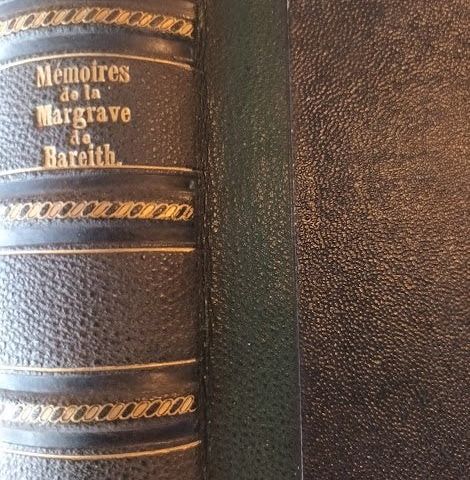 Mémoires
de la
Margrave
de
Bareith.